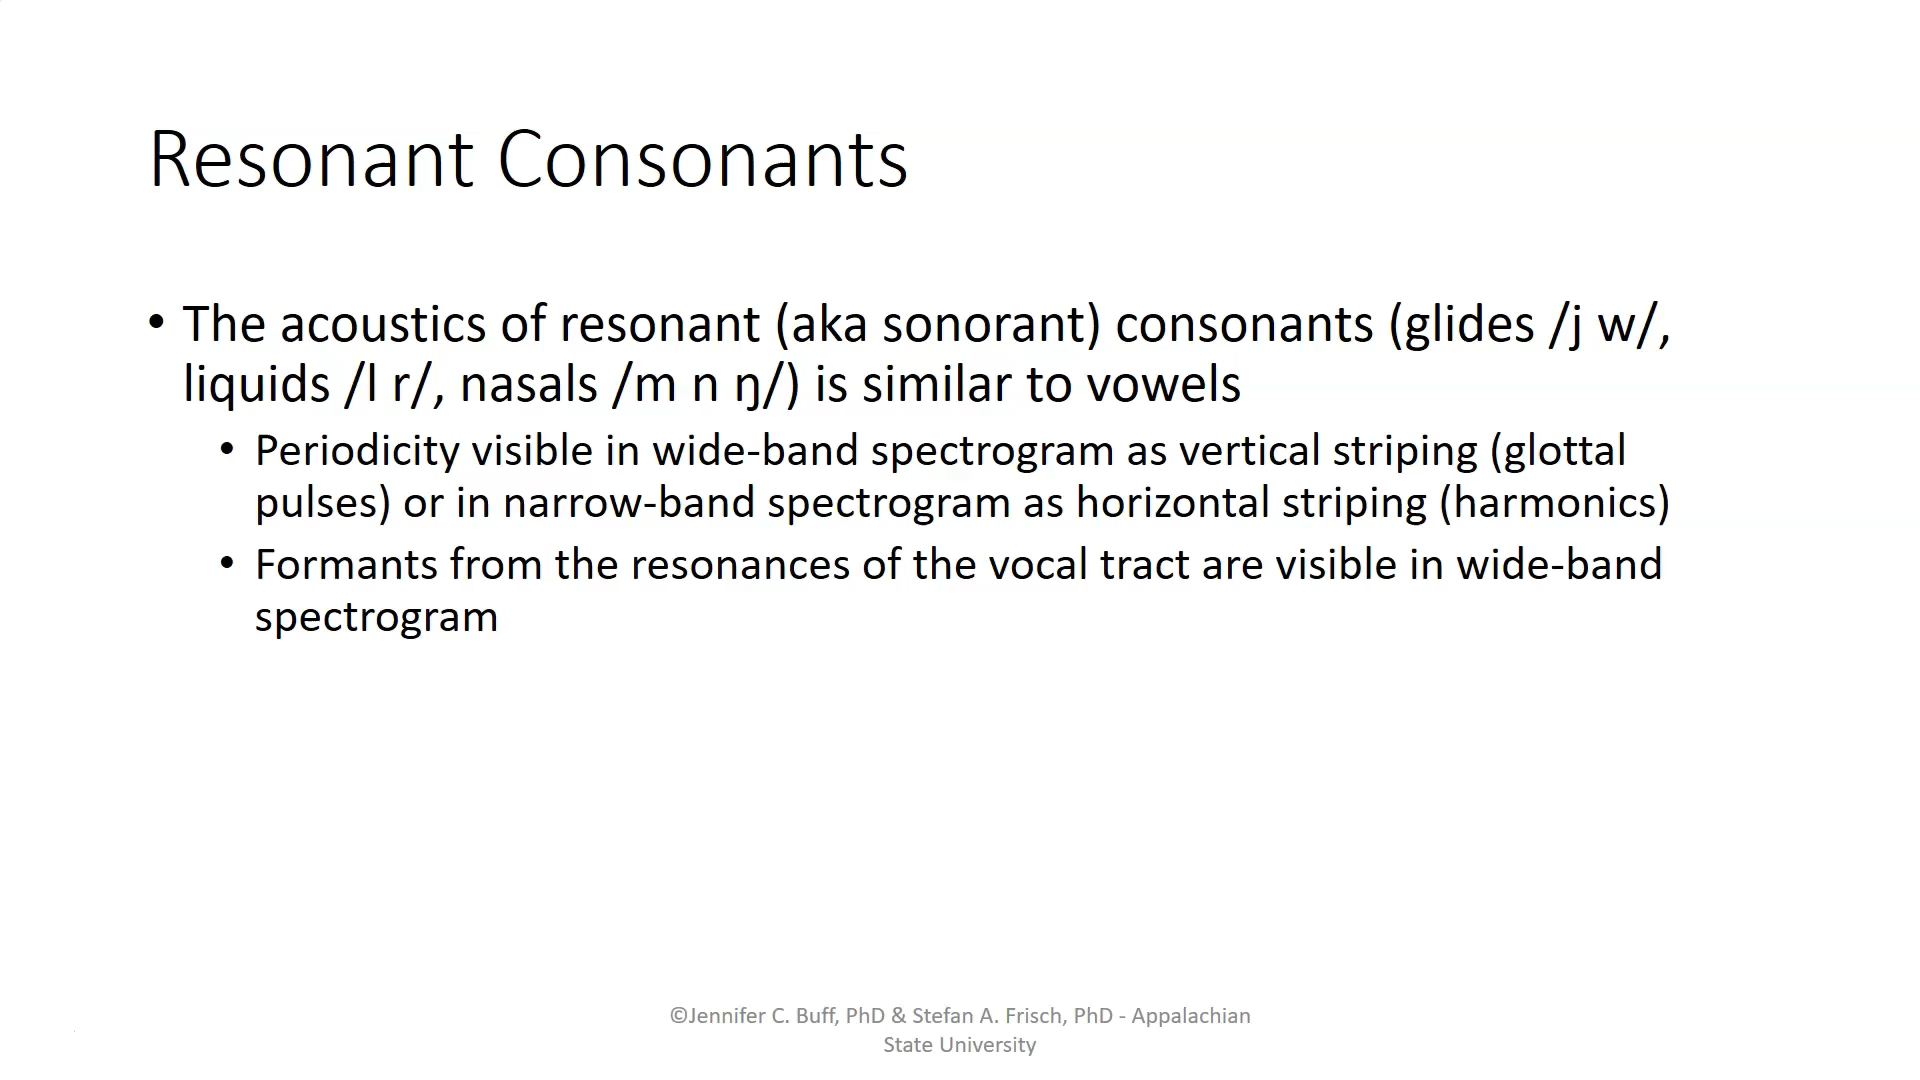 Resonant Consonants
• The acoustics of resonant (aka sonorant) consonants (glides /j w/,
liquids /l r/, nasals /m n ŋ/) is similar to vowels
• Periodicity visible in wide-band spectrogram as vertical striping (glottal
pulses) or in narrow-band spectrogram as horizontal striping (harmonics)
• Formants from the resonances of the vocal tract are visible in wide-band
spectrogram
©Jennifer C. Buff, PhD & Stefan A. Frisch, PhD - Appalachian
State University